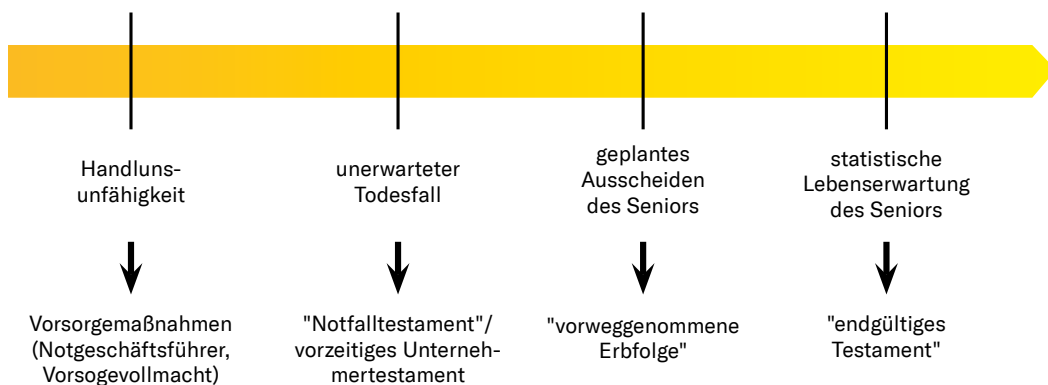 Handluns-
unfähigkeit
unerwarteter
Todesfall
geplantes
Ausscheiden
des Seniors
statistische
Lebenserwartung
des Seniors
Vorsorgemaßnahmen
(Notgeschäftsführer,
Vorsogevollmacht)
"Notfalltestament"/
vorzeitiges Unterneh-
mertestament
"vorweggenommene
Erbfolge"
"endgültiges
Testament"